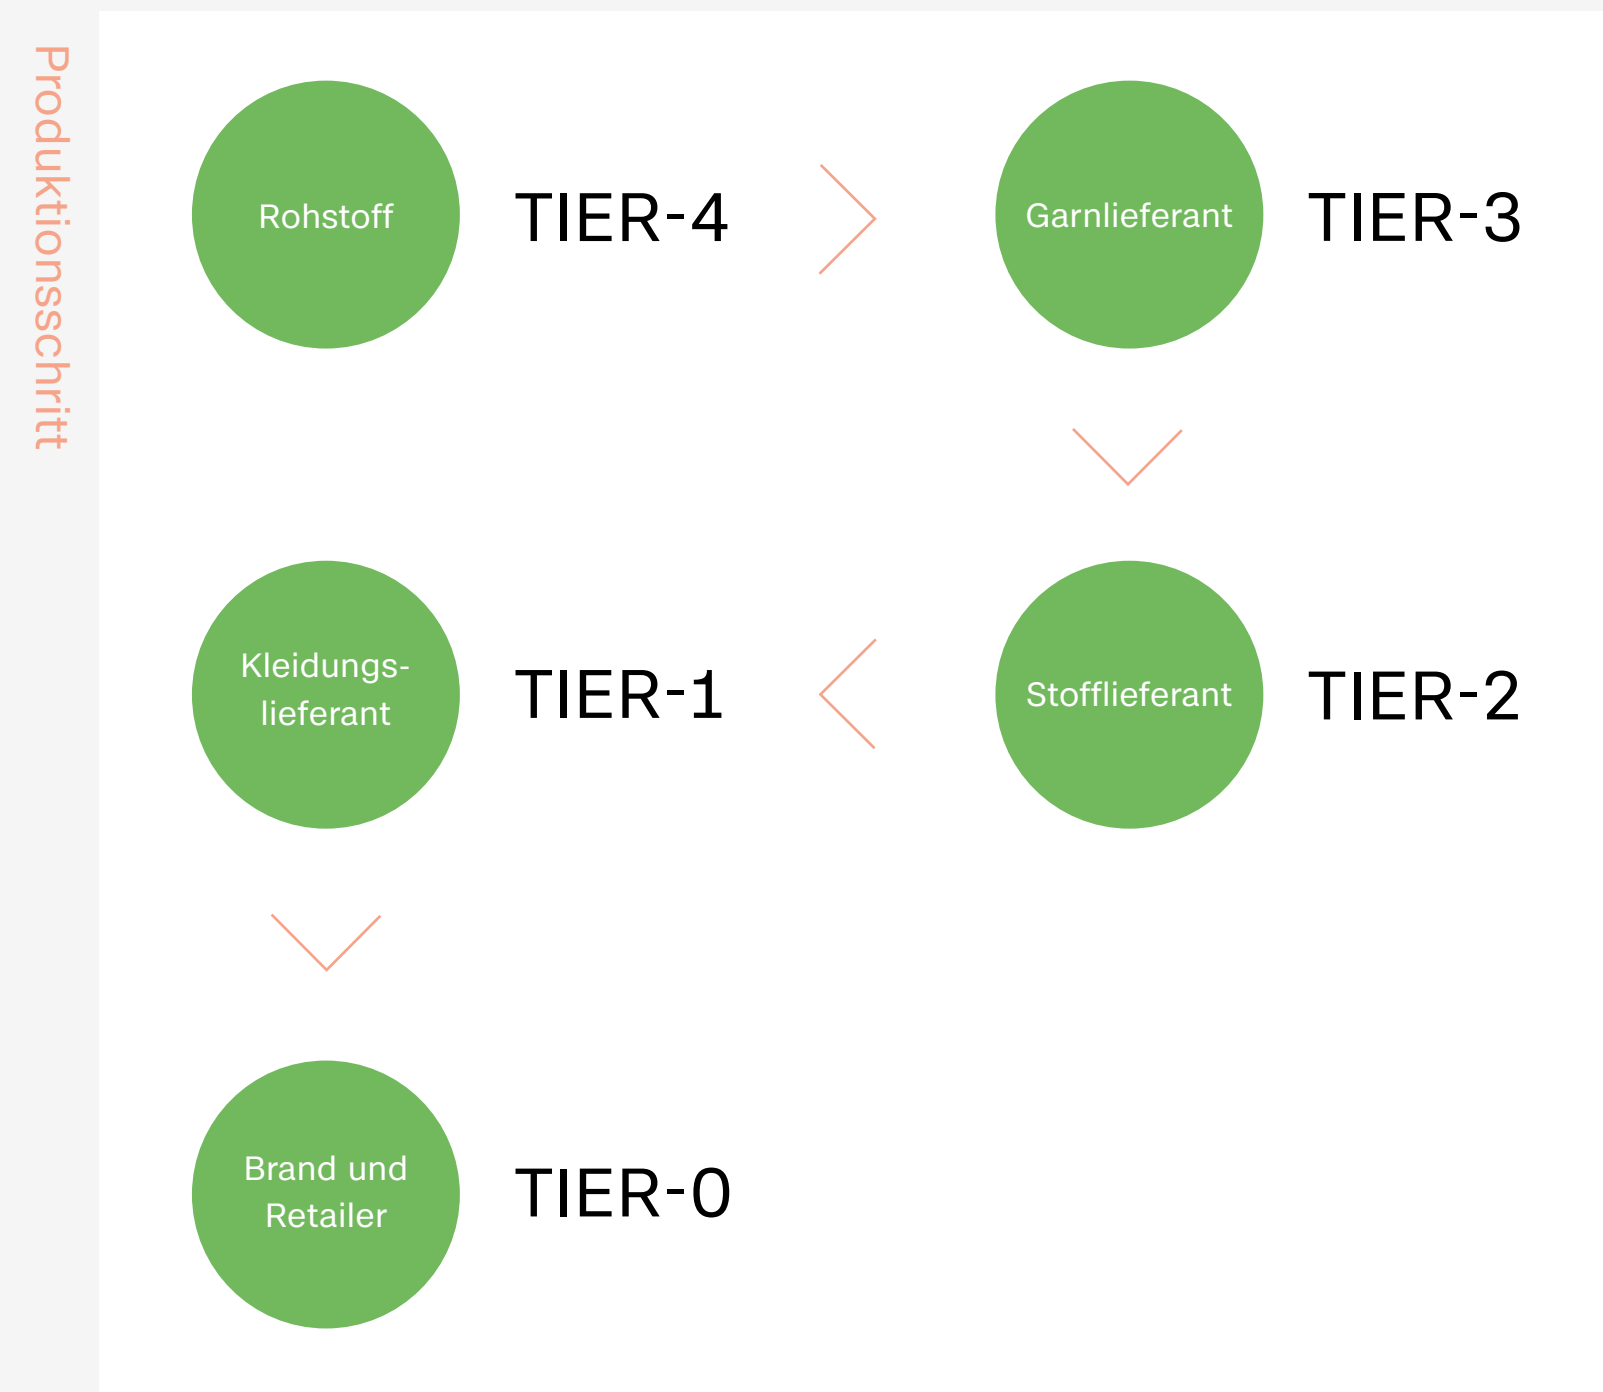 Produktionsschritt
Rohstoff
TIER-4
Garnlieferant
TIER-3
Stofflieferant
TIER-2
Kleidungs-
lieferant
TIER-1
Brand und
Retailer
TIER-0